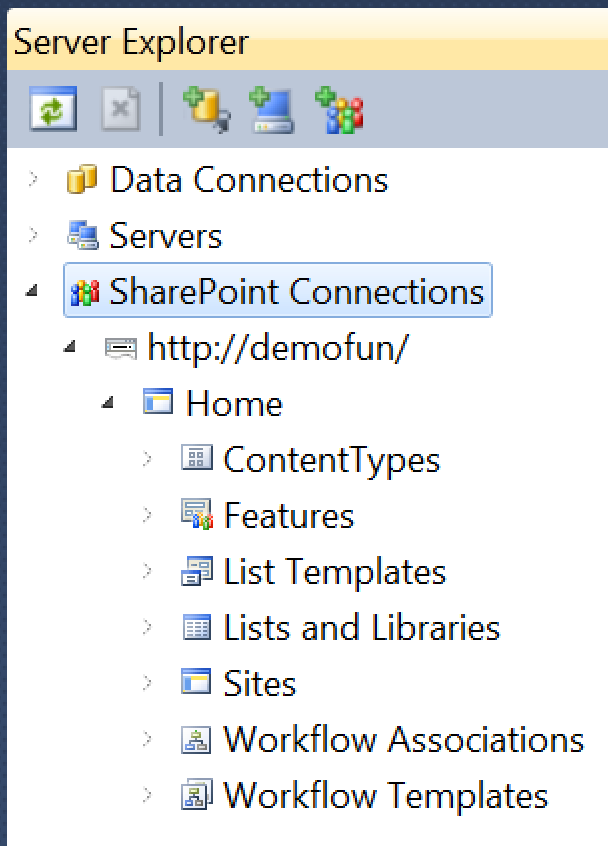 Server Explorer
Data Connections
Servers
SharePoint Connections
http://demofun/
Home
ContentTypes
Features
List Templates
Lists and Libraries
Sites
Workflow Associations
Workflow Templates